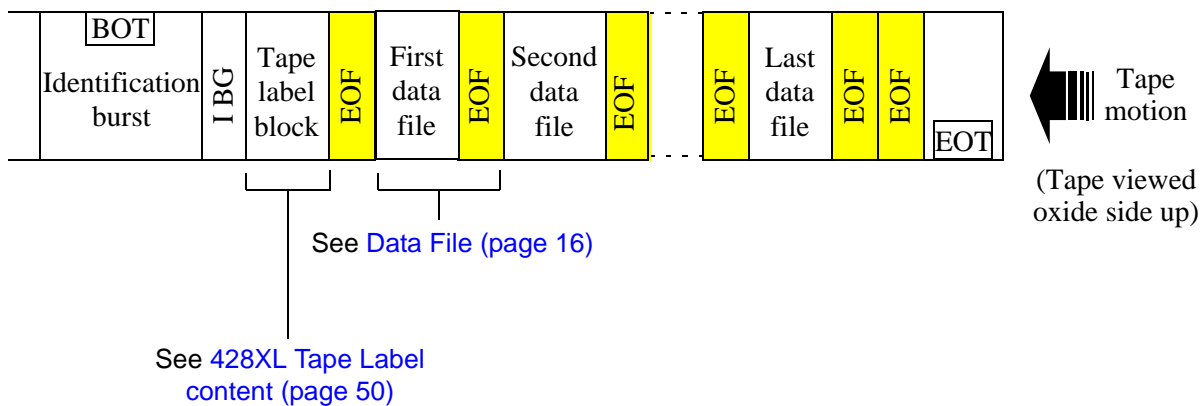 BOT
Identification
burst
I BG
Tape
label
block
EOF
First
data
file
EOF
Second
data
file
EOF
EOF
Last
data
file
EOF
EOF
EOT
Tape
motion
(Tape viewed
oxide side up)
See Data File (page 16)
See 428XL Tape Label
content (page 50)